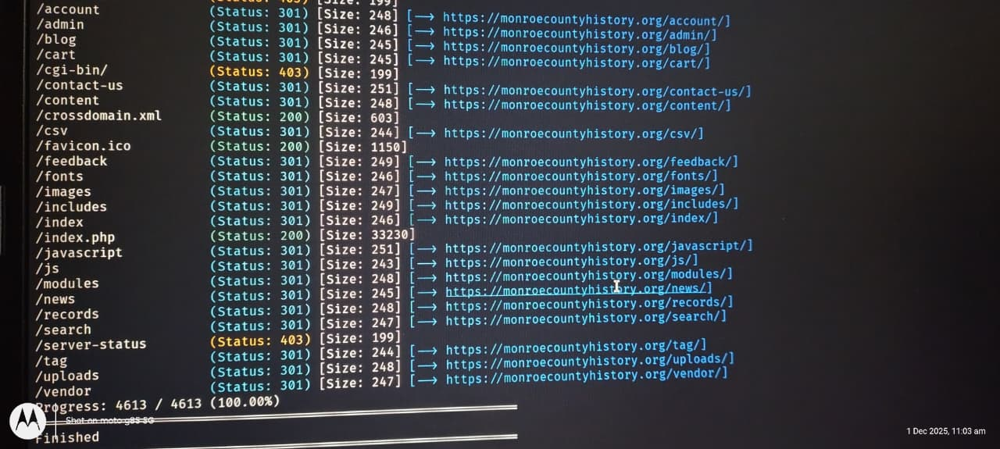 /account (Status: 301) [Size: 248] [--> https://monroecountyhistory.org/account/]
/admin (Status: 301) [Size: 246] [--> https://monroecountyhistory.org/admin/]
/blog (Status: 301) [Size: 245] [--> https://monroecountyhistory.org/blog/]
/cart (Status: 301) [Size: 245] [--> https://monroecountyhistory.org/cart/]
/cgi-bin/ (Status: 403) [Size: 199]
/contact-us (Status: 301) [Size: 251] [--> https://monroecountyhistory.org/contact-us/]
/content (Status: 301) [Size: 248] [--> https://monroecountyhistory.org/content/]
/crossdomain.xml (Status: 200) [Size: 603]
/csv (Status: 301) [Size: 244] [--> https://monroecountyhistory.org/csv/]
/favicon.ico (Status: 200) [Size: 1150]
/feedback (Status: 301) [Size: 249] [--> https://monroecountyhistory.org/feedback/]
/fonts (Status: 301) [Size: 246] [--> https://monroecountyhistory.org/fonts/]
/images (Status: 301) [Size: 247] [--> https://monroecountyhistory.org/images/]
/includes (Status: 301) [Size: 249] [--> https://monroecountyhistory.org/includes/]
/index (Status: 301) [Size: 246] [--> https://monroecountyhistory.org/index/]
/index.php (Status: 200) [Size: 33230]
/javascript (Status: 301) [Size: 251] [--> https://monroecountyhistory.org/javascript/]
/js (Status: 301) [Size: 243] [--> https://monroecountyhistory.org/js/]
/modules (Status: 301) [Size: 248] [--> https://monroecountyhistory.org/modules/]
/news (Status: 301) [Size: 245] [--> https://monroecountyhistory.org/news/]
/records (Status: 301) [Size: 248] [--> https://monroecountyhistory.org/records/]
/search (Status: 301) [Size: 247] [--> https://monroecountyhistory.org/search/]
/server-status (Status: 403) [Size: 199]
/tag (Status: 301) [Size: 244] [--> https://monroecountyhistory.org/tag/]
/uploads (Status: 301) [Size: 248] [--> https://monroecountyhistory.org/uploads/]
/vendor (Status: 301) [Size: 247] [--> https://monroecountyhistory.org/vendor/]
Progress: 4613 / 4613 (100.00%)
Shot on moto g85 5G
Finished
1 Dec 2025, 11:03 am